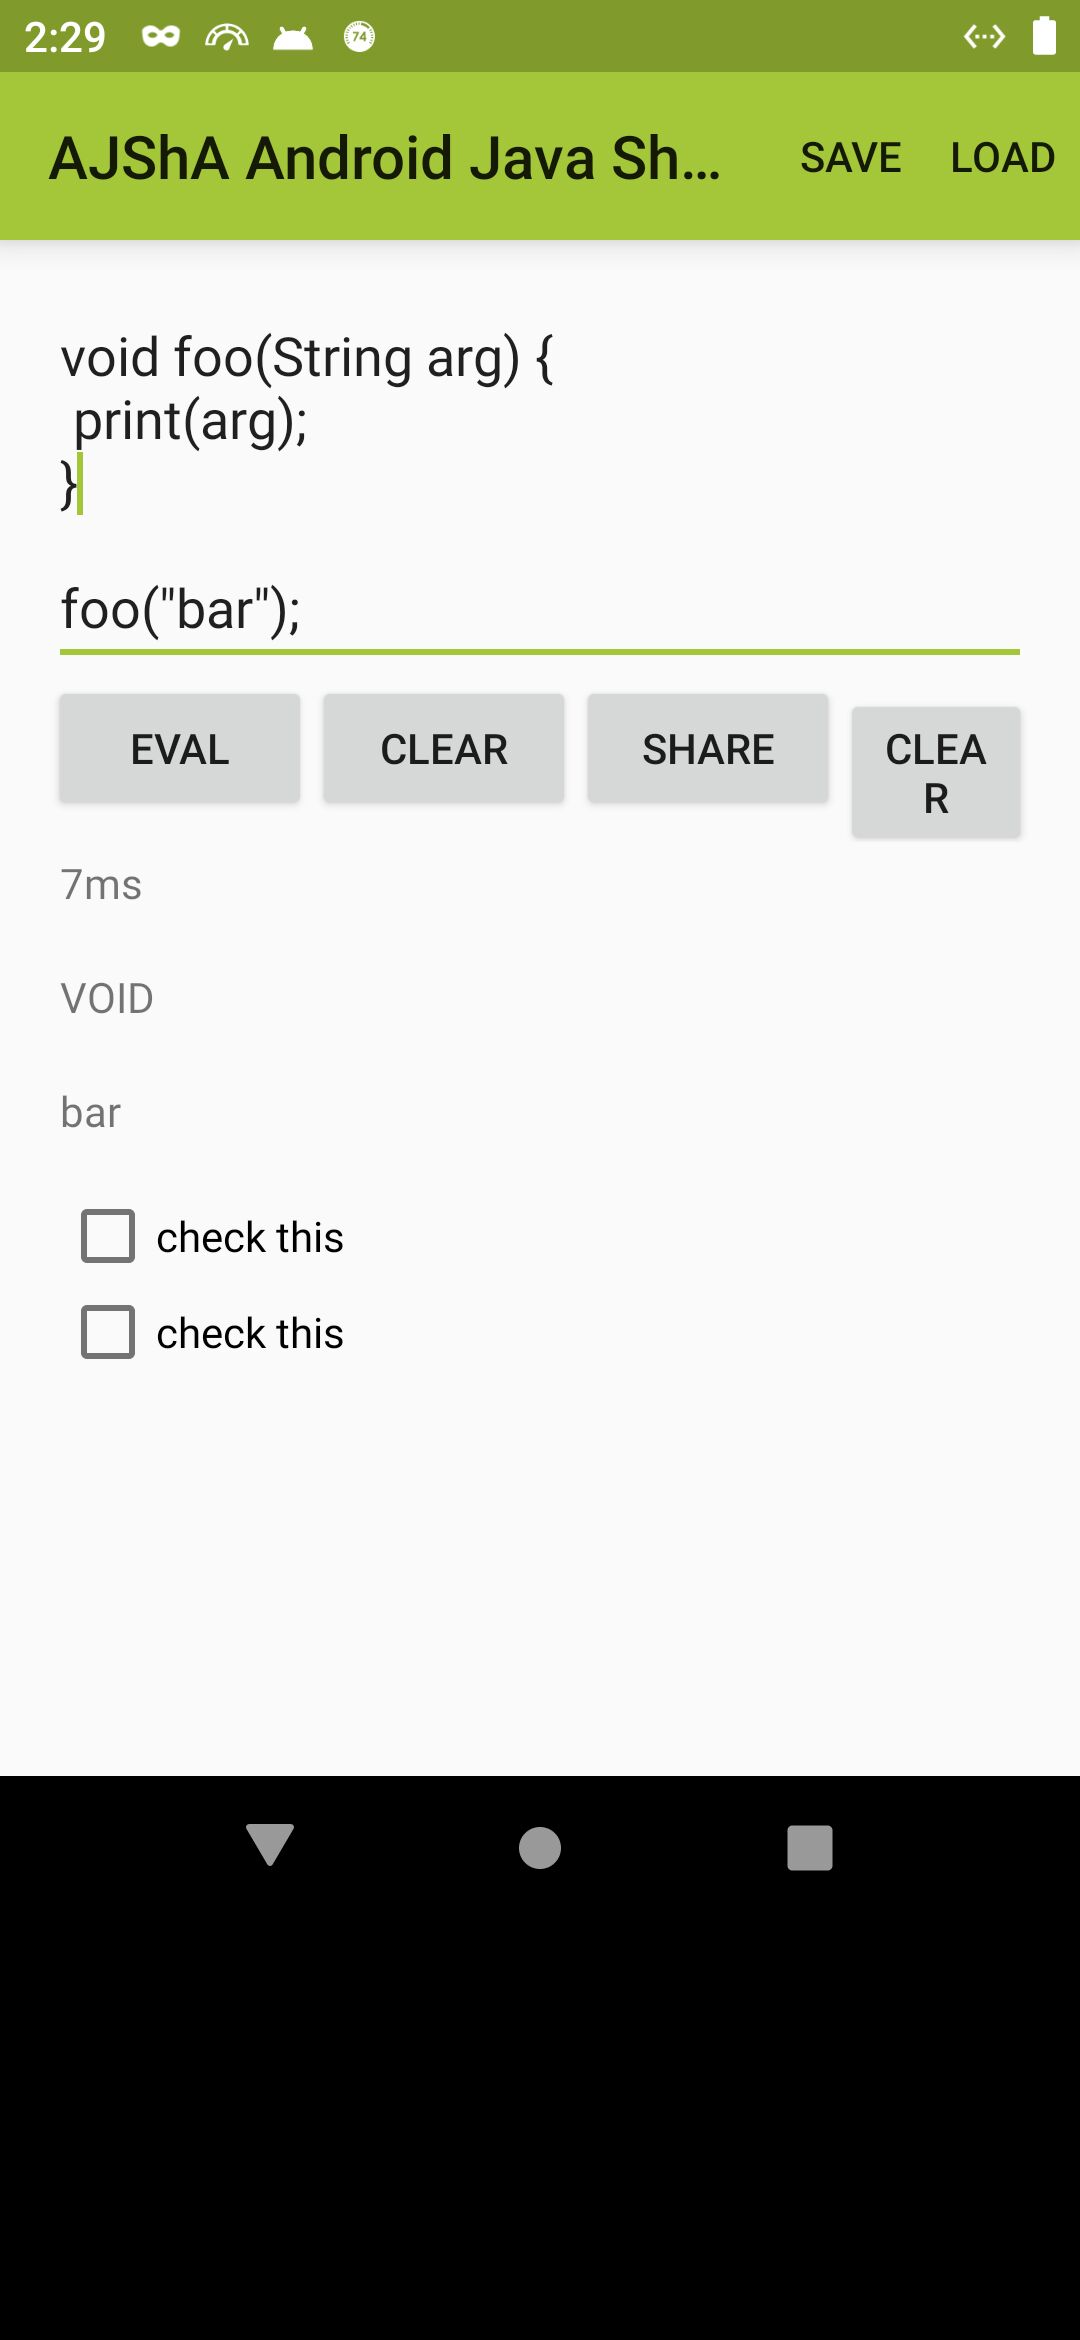 2:29
74
AJShA Android Java Sh...
SAVE
LOAD
void foo(String arg) {
print(arg);
}
foo("bar");
EVAL
CLEAR
SHARE
CLEA
R
7ms
VOID
bar
check this
check this